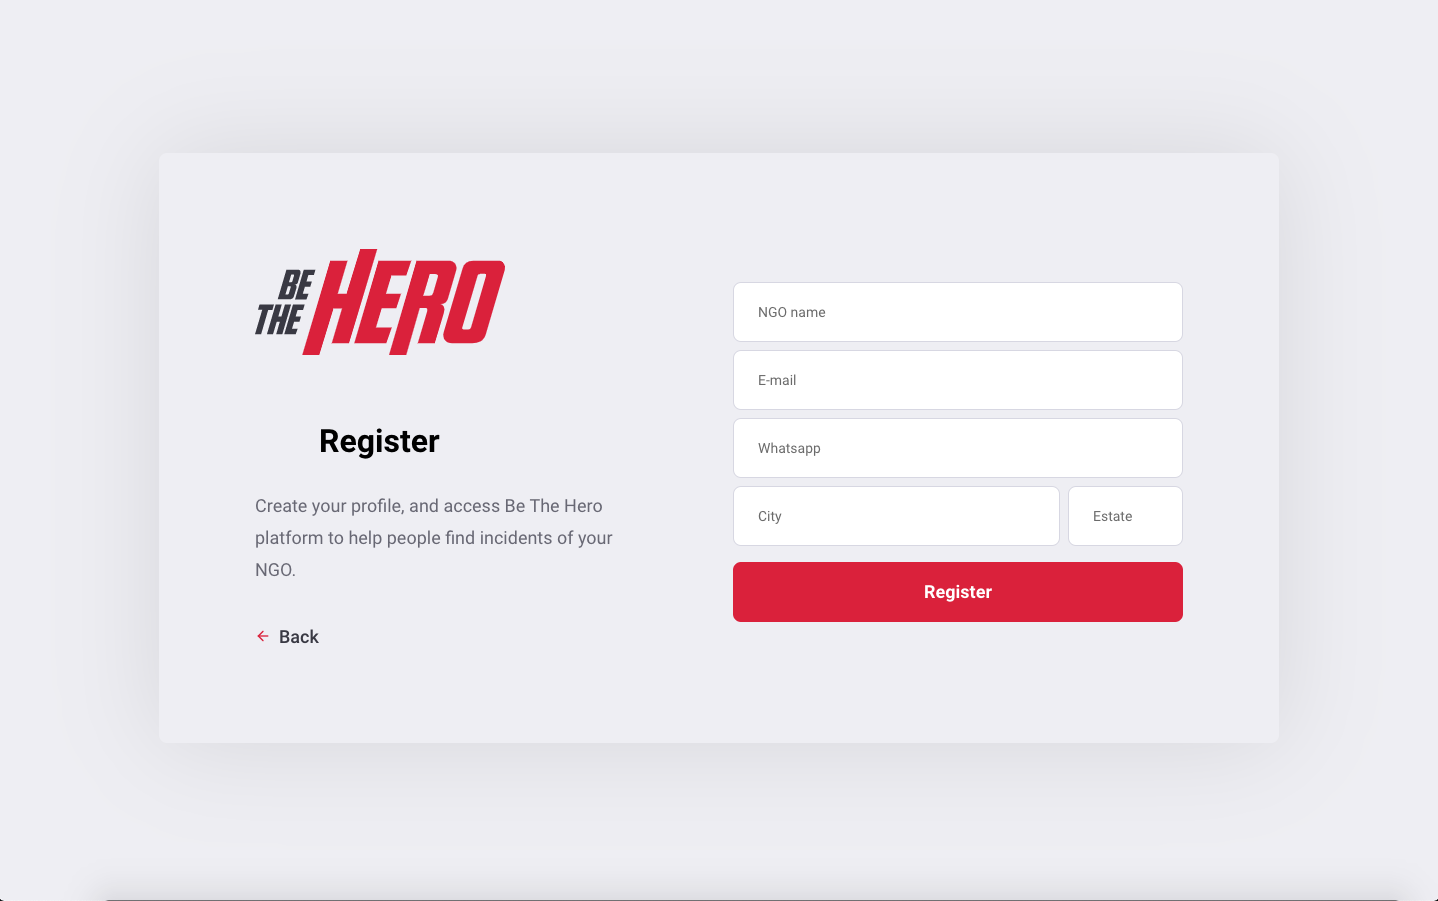 BE
THE HERO
Register
Create your profile, and access Be The Hero
platform to help people find incidents of your
NGO.
Back
NGO name
E-mail
Whatsapp
City Estate
Register